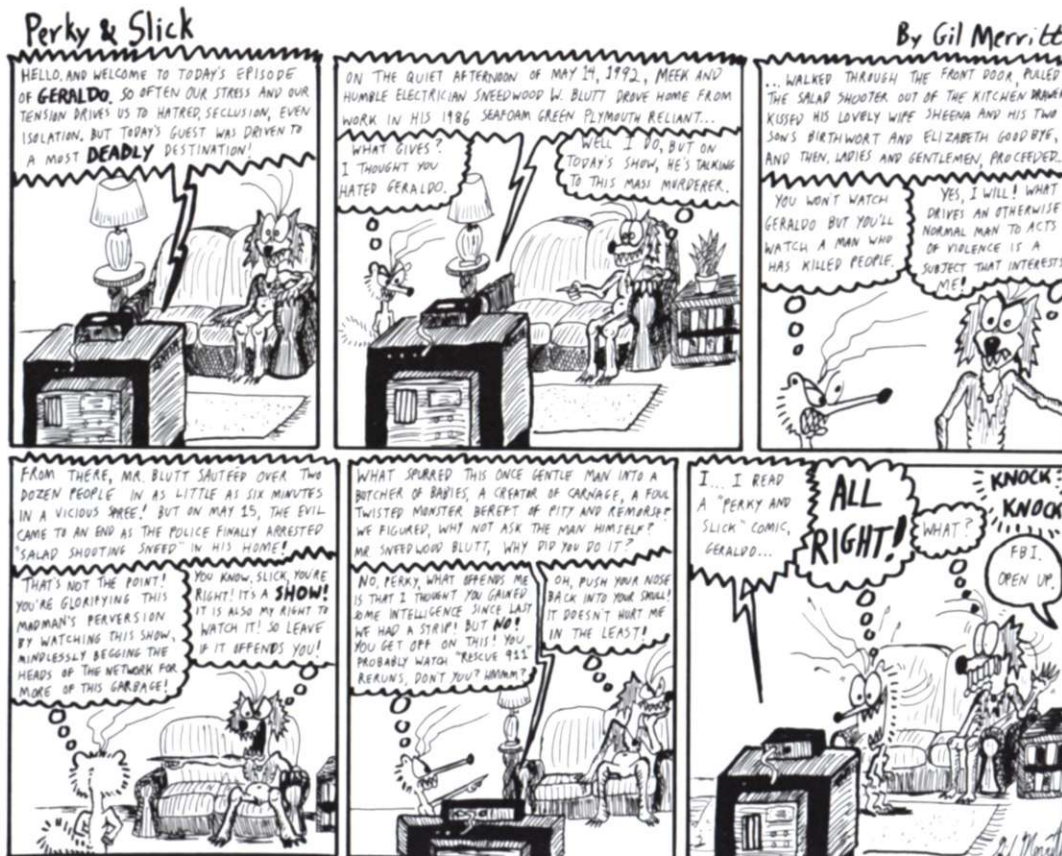 Perky & Slick
By Gil Merritt
HELLO, AND WELCOME TO TODAY'S EPISODE
OF GERALDO. SO OFTEN OUR STRESS AND OUR
TENSION DRIVES US TO HATRED, SECLUSION, EVEN
ISOLATION. BUT TODAY'S GUEST WAS DRIVEN TO
A MOST DEADLY DESTINATION!
ON THE QUIET AFTERNOON OF MAY 14, 1992, MEEK AND
HUMBLE ELECTRICIAN SNEEDWOOD W. BLUTT DROVE HOME FROM
WORK IN HIS 1986 SEAFOAM GREEN PLYMOUTH RELIANT...
WHAT GIVES?
I THOUGHT YOU
HATED GERALDO.
WELL I DO, BUT ON
TODAY'S SHOW, HE'S TALKING
TO THIS MASS MURDERER.
... WALKED THROUGH THE FRONT DOOR, PULLED
THE SALAD SHOOTER OUT OF THE KITCHEN DRAWER
KISSED HIS LOVELY WIFE SHEENA AND HIS TWO
SONS BIRTHWORT AND ELIZABETH GOODBYE,
AND THEN, LADIES AND GENTLEMEN, PROCEEDED...
YOU WON'T WATCH
GERALDO BUT YOU'LL
WATCH A MAN WHO
HAS KILLED PEOPLE.
YES, I WILL! WHAT
DRIVES AN OTHERWISE
NORMAL MAN TO ACTS
OF VIOLENCE IS A
SUBJECT THAT INTERESTS
ME!
FROM THERE, MR. BLUTT SAUTEED OVER TWO
DOZEN PEOPLE IN AS LITTLE AS SIX MINUTES
IN A VICIOUS SPREE! BUT ON MAY 15, THE EVIL
CAME TO AN END AS THE POLICE FINALLY ARRESTED
"SALAD SHOOTING SNEED" IN HIS HOME!
THAT'S NOT THE POINT!
YOU'RE GLORIFYING THIS
MADMAN'S PERVERSION
BY WATCHING THIS SHOW,
MINDLESSLY BEGGING THE
HEADS OF THE NETWORK FOR
MORE OF THIS GARBAGE!
YOU KNOW, SLICK, YOU'RE
RIGHT! IT'S A SHOW!
IT IS ALSO MY RIGHT TO
WATCH IT! SO LEAVE
IF IT OFFENDS YOU!
WHAT SPURRED THIS ONCE GENTLE MAN INTO A
BUTCHER OF BABIES, A CREATOR OF CARNAGE, A FOUL
TWISTED MONSTER BEREFT OF PITY AND REMORSE?
WE FIGURED, WHY NOT ASK THE MAN HIMSELF?
MR. SNEEDWOOD BLUTT, WHY DID YOU DO IT?
NO, PERKY, WHAT OFFENDS ME
IS THAT I THOUGHT YOU GAINED
SOME INTELLIGENCE SINCE LAST
WE HAD A STRIP! BUT NO!
YOU GET OFF ON THIS! YOU
PROBABLY WATCH "RESCUE 911"
RERUNS, DON'T YOU? HMMM?
OH, PUSH YOUR NOSE
BACK INTO YOUR SKULL!
IT DOESN'T HURT ME
IN THE LEAST!
I... I READ
A "PERKY AND
SLICK" COMIC,
GERALDO...
ALL
RIGHT!
WHAT?
KNOCK
KNOCK
FBI.
OPEN UP.